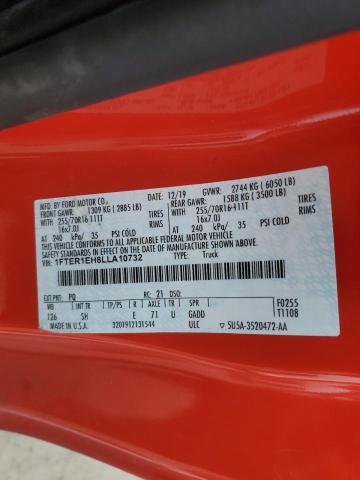 MFG. BY FORD MOTOR CO. 12/19 GVWR: 2744 KG (6050 LB)
FRONT GAWR: 1309 KG (2885 LB) TIRES REAR GAWR: 1588 KG (3500 LB) TIRES
255/70R16 111T RIMS 255/70R16 111T RIMS
16x7.0J 16x7.0J
AT 240 kPa/ 35 PSI COLD AT 240 kPa/ 35 PSI COLD
THIS VEHICLE CONFORMS TO ALL APPLICABLE FEDERAL MOTOR VEHICLE
SAFETY STANDARDS IN EFFECT ON THE DATE OF MANUFACTURE SHOWN ABOVE.
VIN: 1FTER1EH8LLA10732 TYPE: Truck
EXT PNT: PQ RC: 21 DSO:
WB INT TR TP/PS R AXLE TR SPR F0255
126 SH E 71 U GADD T1108
MADE IN U.S.A. 3201912131544 ULC 5U5A-3520472-AA